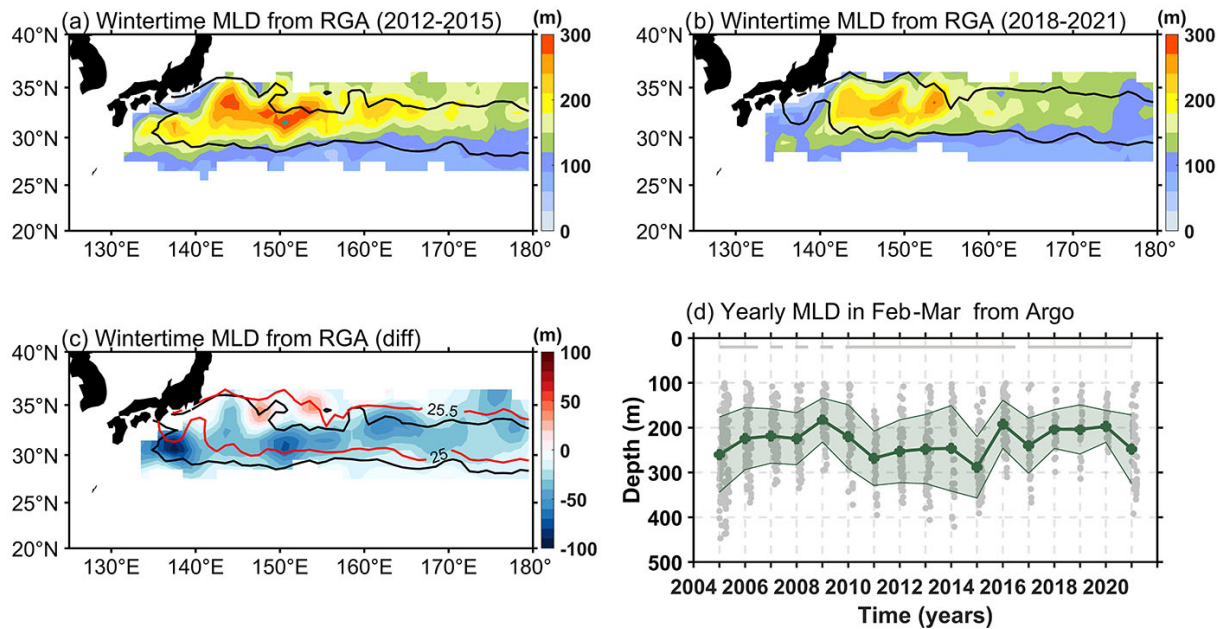 (a) Wintertime MLD from RGA (2012-2015) (m)
40°N
35°N
30°N
25°N
20°N
130°E 140°E 150°E 160°E 170°E 180°
300
200
100
0
(b) Wintertime MLD from RGA (2018-2021) (m)
40°N
35°N
30°N
25°N
20°N
130°E 140°E 150°E 160°E 170°E 180°
300
200
100
0
(c) Wintertime MLD from RGA (diff) (m)
40°N
35°N
30°N
25°N
20°N
25.5
25
130°E 140°E 150°E 160°E 170°E 180°
100
50
0
-50
-100
(d) Yearly MLD in Feb-Mar from Argo
Depth (m)
0
100
200
300
400
500
2004 2006 2008 2010 2012 2014 2016 2018 2020
Time (years)